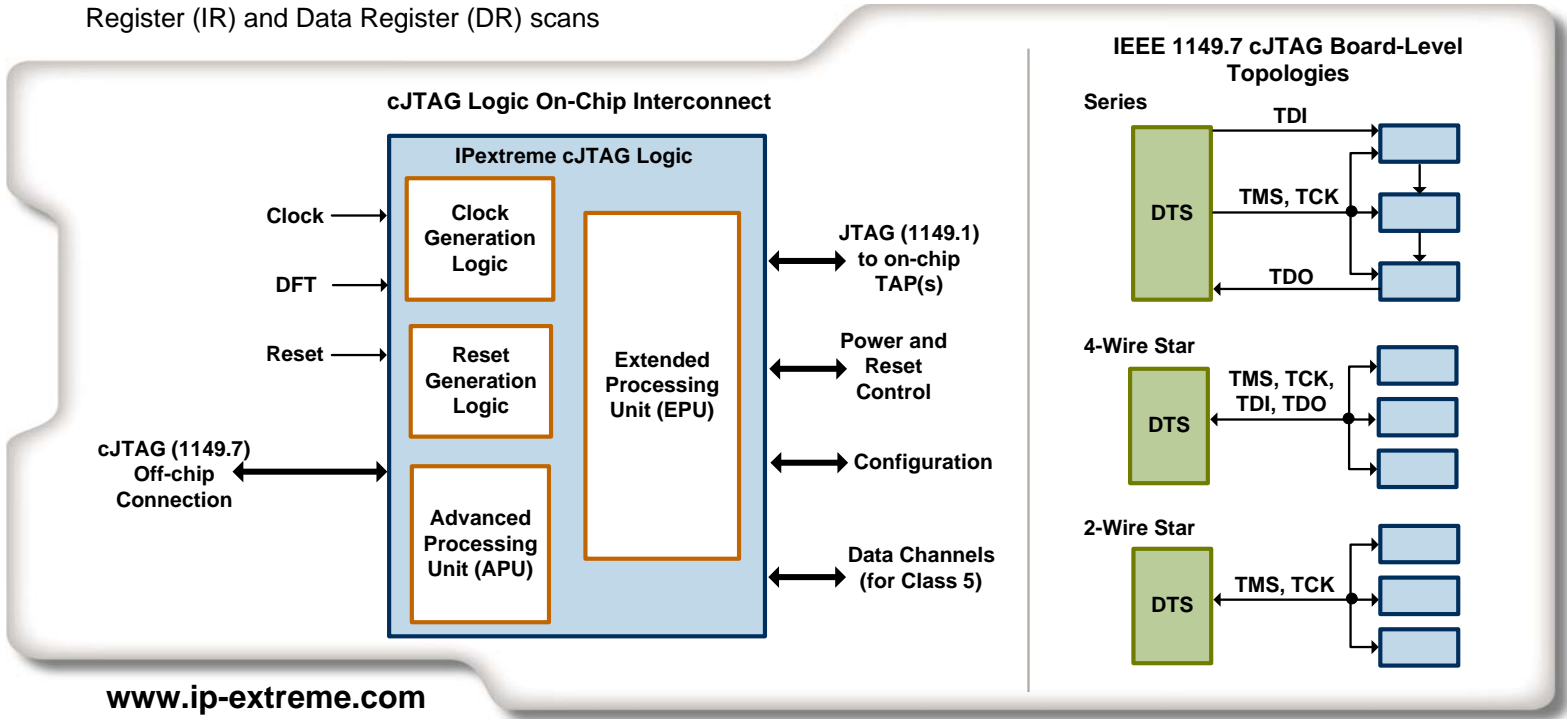 Register (IR) and Data Register (DR) scans
cJTAG Logic On-Chip Interconnect
IPextreme cJTAG Logic
Clock
DFT
Reset
cJTAG (1149.7)
Off-chip
Connection
Clock
Generation
Logic
Reset
Generation
Logic
Advanced
Processing
Unit (APU)
Extended
Processing
Unit (EPU)
JTAG (1149.1)
to on-chip
TAP(s)
Power and
Reset
Control
Configuration
Data Channels
(for Class 5)
IEEE 1149.7 cJTAG Board-Level
Topologies
Series
DTS
TDI
TMS, TCK
TDO
4-Wire Star
DTS
TMS, TCK,
TDI, TDO
2-Wire Star
DTS
TMS, TCK
www.ip-extreme.com